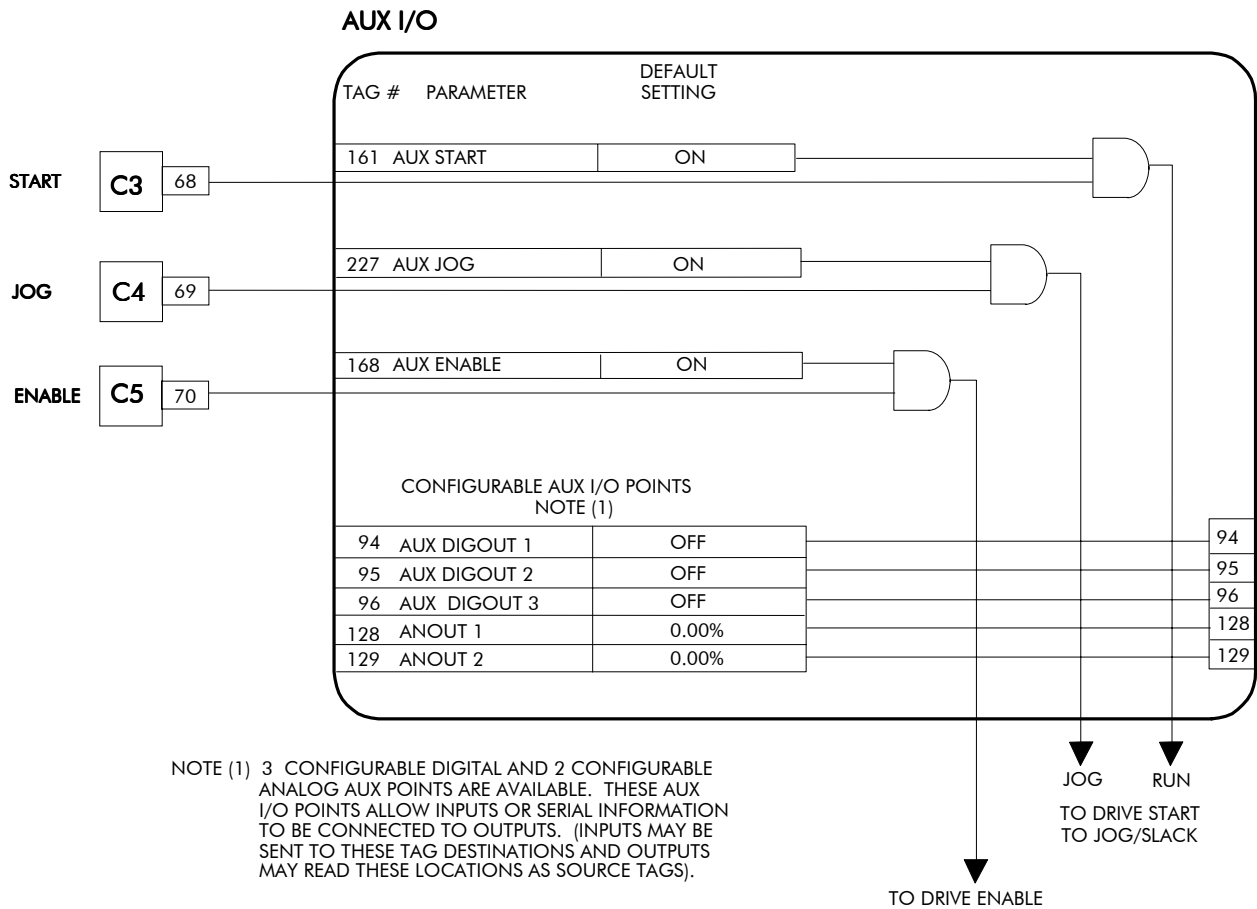 AUX I/O
TAG # PARAMETER DEFAULT SETTING
161 AUX START ON
START C3 68
227 AUX JOG ON
JOG C4 69
168 AUX ENABLE ON
ENABLE C5 70
CONFIGURABLE AUX I/O POINTS
NOTE (1)
94 AUX DIGOUT 1 OFF 94
95 AUX DIGOUT 2 OFF 95
96 AUX DIGOUT 3 OFF 96
128 ANOUT 1 0.00% 128
129 ANOUT 2 0.00% 129
NOTE (1) 3 CONFIGURABLE DIGITAL AND 2 CONFIGURABLE
ANALOG AUX POINTS ARE AVAILABLE. THESE AUX
I/O POINTS ALLOW INPUTS OR SERIAL INFORMATION
TO BE CONNECTED TO OUTPUTS. (INPUTS MAY BE
SENT TO THESE TAG DESTINATIONS AND OUTPUTS
MAY READ THESE LOCATIONS AS SOURCE TAGS).
JOG RUN
TO DRIVE START
TO JOG/SLACK
TO DRIVE ENABLE